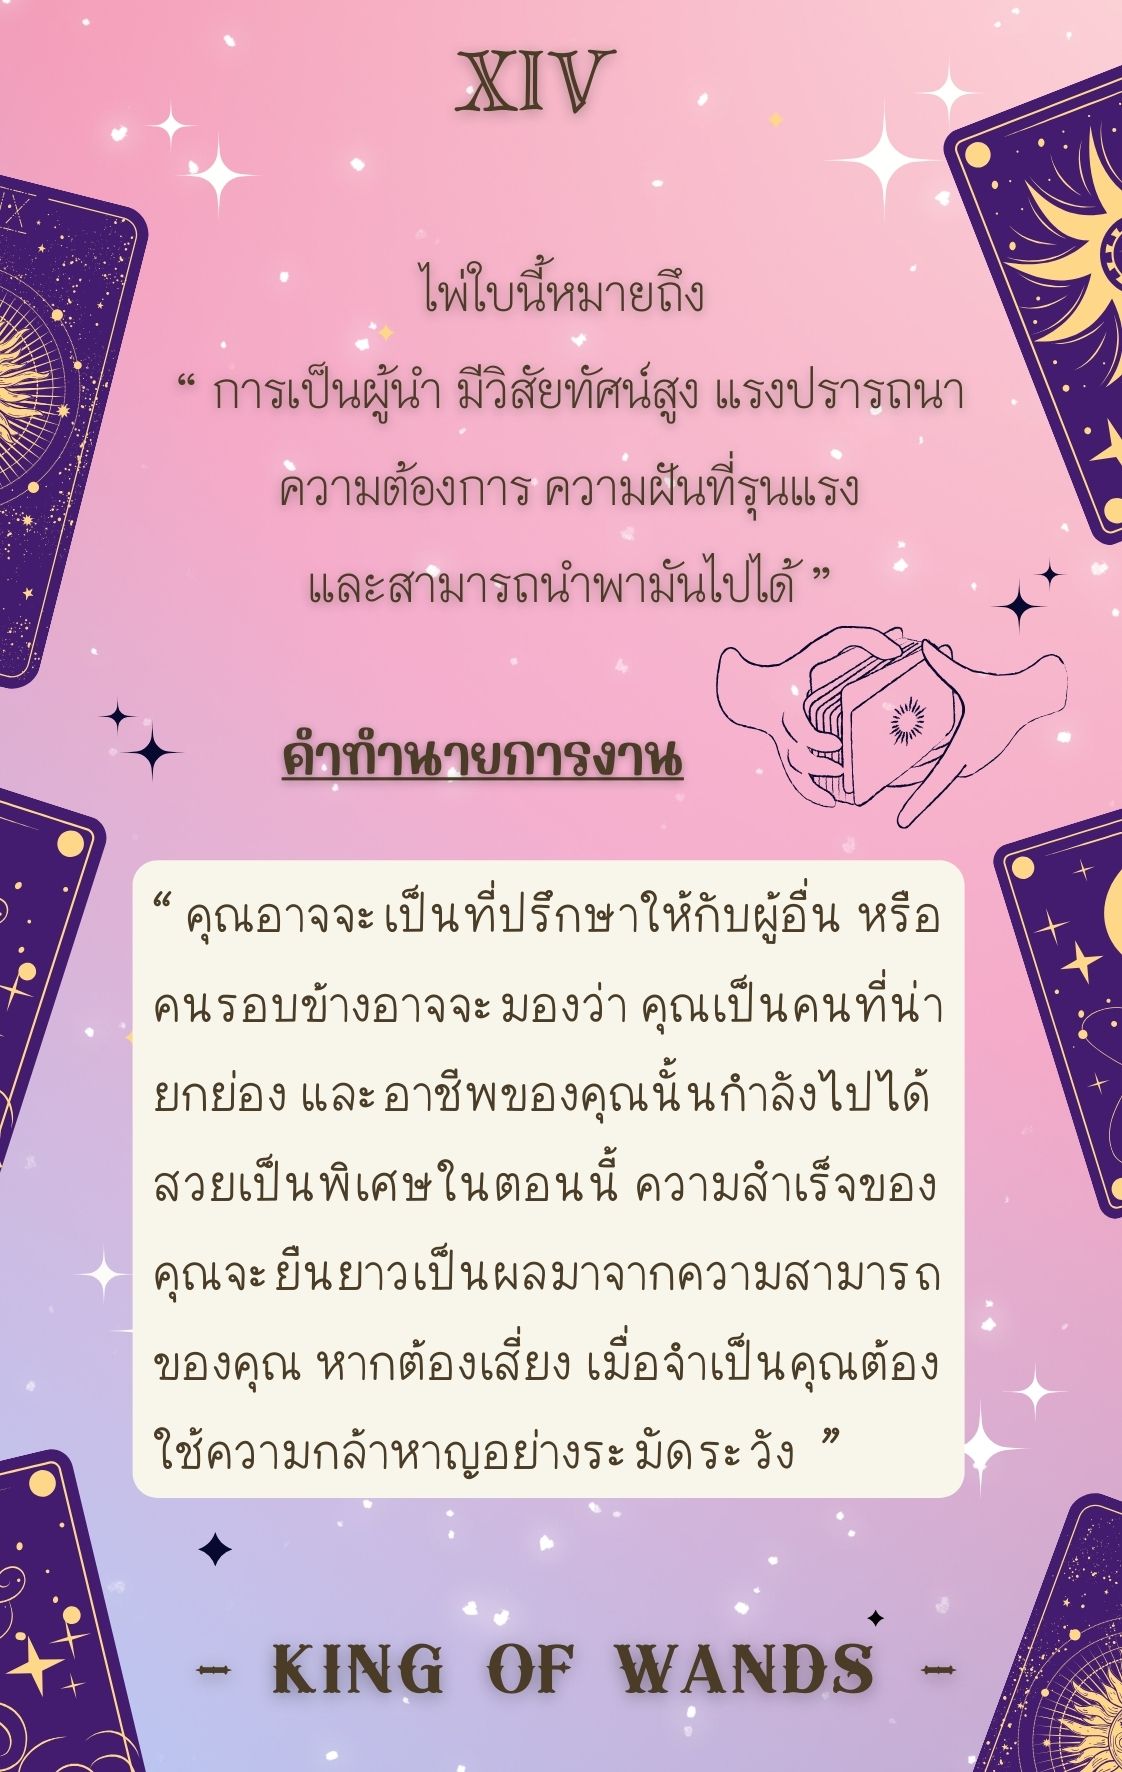 XIV
ไพ่ใบนี้หมายถึง
“ การเป็นผู้นำ มีวิสัยทัศน์สูง แรงปรารถนา
ความต้องการ ความฝันที่รุนแรง
และสามารถนำพามันไปได้ ”
คำทำนายการงาน
“ คุณอาจจะเป็นที่ปรึกษาให้กับผู้อื่น หรือ
คนรอบข้างอาจจะมองว่า คุณเป็นคนที่น่า
ยกย่อง และอาชีพของคุณนั้นกำลังไปได้
สวยเป็นพิเศษในตอนนี้ ความสำเร็จของ
คุณจะยืนยาวเป็นผลมาจากความสามารถ
ของคุณ หากต้องเสี่ยง เมื่อจำเป็นคุณต้อง
ใช้ความกล้าหาญอย่างระมัดระวัง ”
- KING OF WANDS -